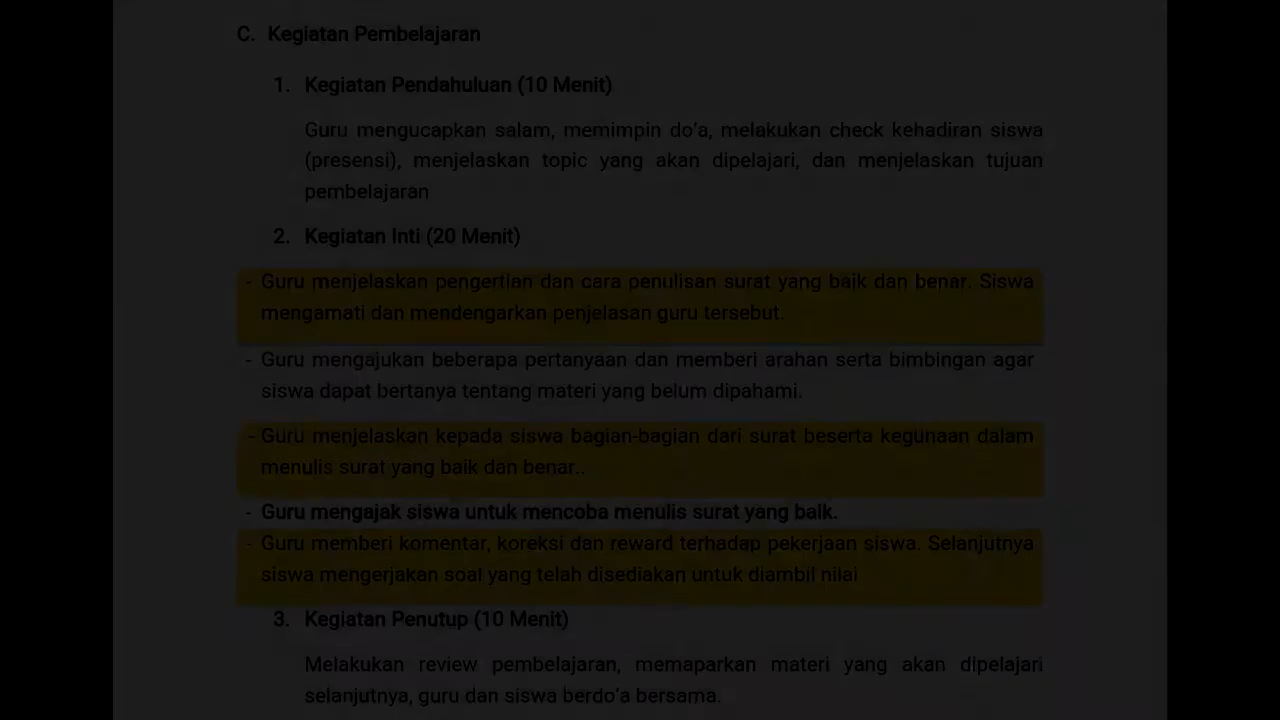 C. Kegiatan Pembelajaran
1. Kegiatan Pendahuluan (10 Menit)
Guru mengucapkan salam, memimpin do'a, melakukan check kehadiran siswa
(presensi), menjelaskan topic yang akan dipelajari, dan menjelaskan tujuan
pembelajaran
2. Kegiatan Inti (20 Menit)
- Guru menjelaskan pengertian dan cara penulisan surat yang baik dan benar. Siswa
mengamati dan mendengarkan penjelasan guru tersebut.
- Guru mengajukan beberapa pertanyaan dan memberi arahan serta bimbingan agar
siswa dapat bertanya tentang materi yang belum dipahami.
- Guru menjelaskan kepada siswa bagian-bagian dari surat beserta kegunaan dalam
menulis surat yang baik dan benar..
- Guru mengajak siswa untuk mencoba menulis surat yang baik.
- Guru memberi komentar, koreksi dan reward terhadap pekerjaan siswa. Selanjutnya
siswa mengerjakan soal yang telah disediakan untuk diambil nilai
3. Kegiatan Penutup (10 Menit)
Melakukan review pembelajaran, memaparkan materi yang akan dipelajari
selanjutnya, guru dan siswa berdo'a bersama.